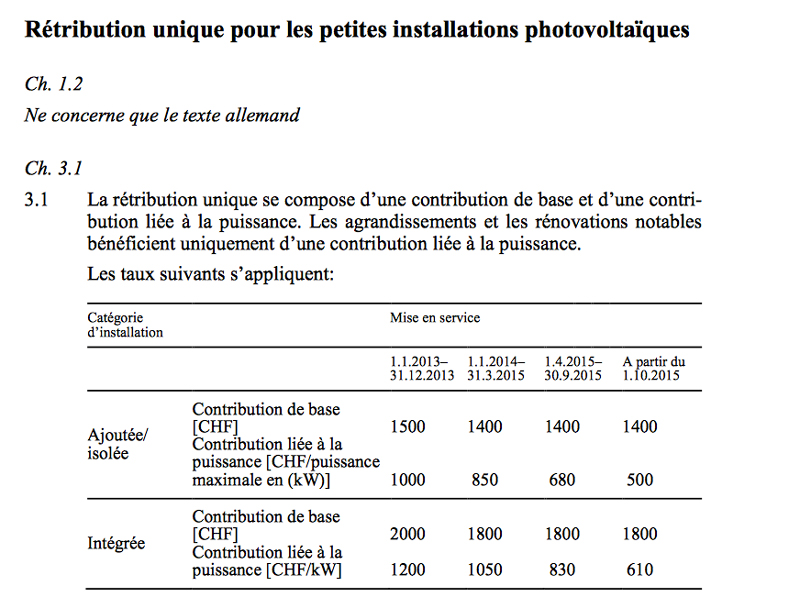 Rétribution unique pour les petites installations photovoltaïques
Ch. 1.2
Ne concerne que le texte allemand
Ch. 3.1
3.1 La rétribution unique se compose d’une contribution de base et d’une contri-
bution liée à la puissance. Les agrandissements et les rénovations notables
bénéficient uniquement d’une contribution liée à la puissance.
Les taux suivants s’appliquent:
Catégorie
d’installation
Mise en service
1.1.2013–
31.12.2013
1.1.2014–
31.3.2015
1.4.2015–
30.9.2015
A partir du
1.10.2015
Ajoutée/
isolée
Contribution de base
[CHF] 1500 1400 1400 1400
Contribution liée à la
puissance [CHF/puissance
maximale en (kW)] 1000 850 680 500
Intégrée
Contribution de base
[CHF] 2000 1800 1800 1800
Contribution liée à la
puissance [CHF/kW] 1200 1050 830 610